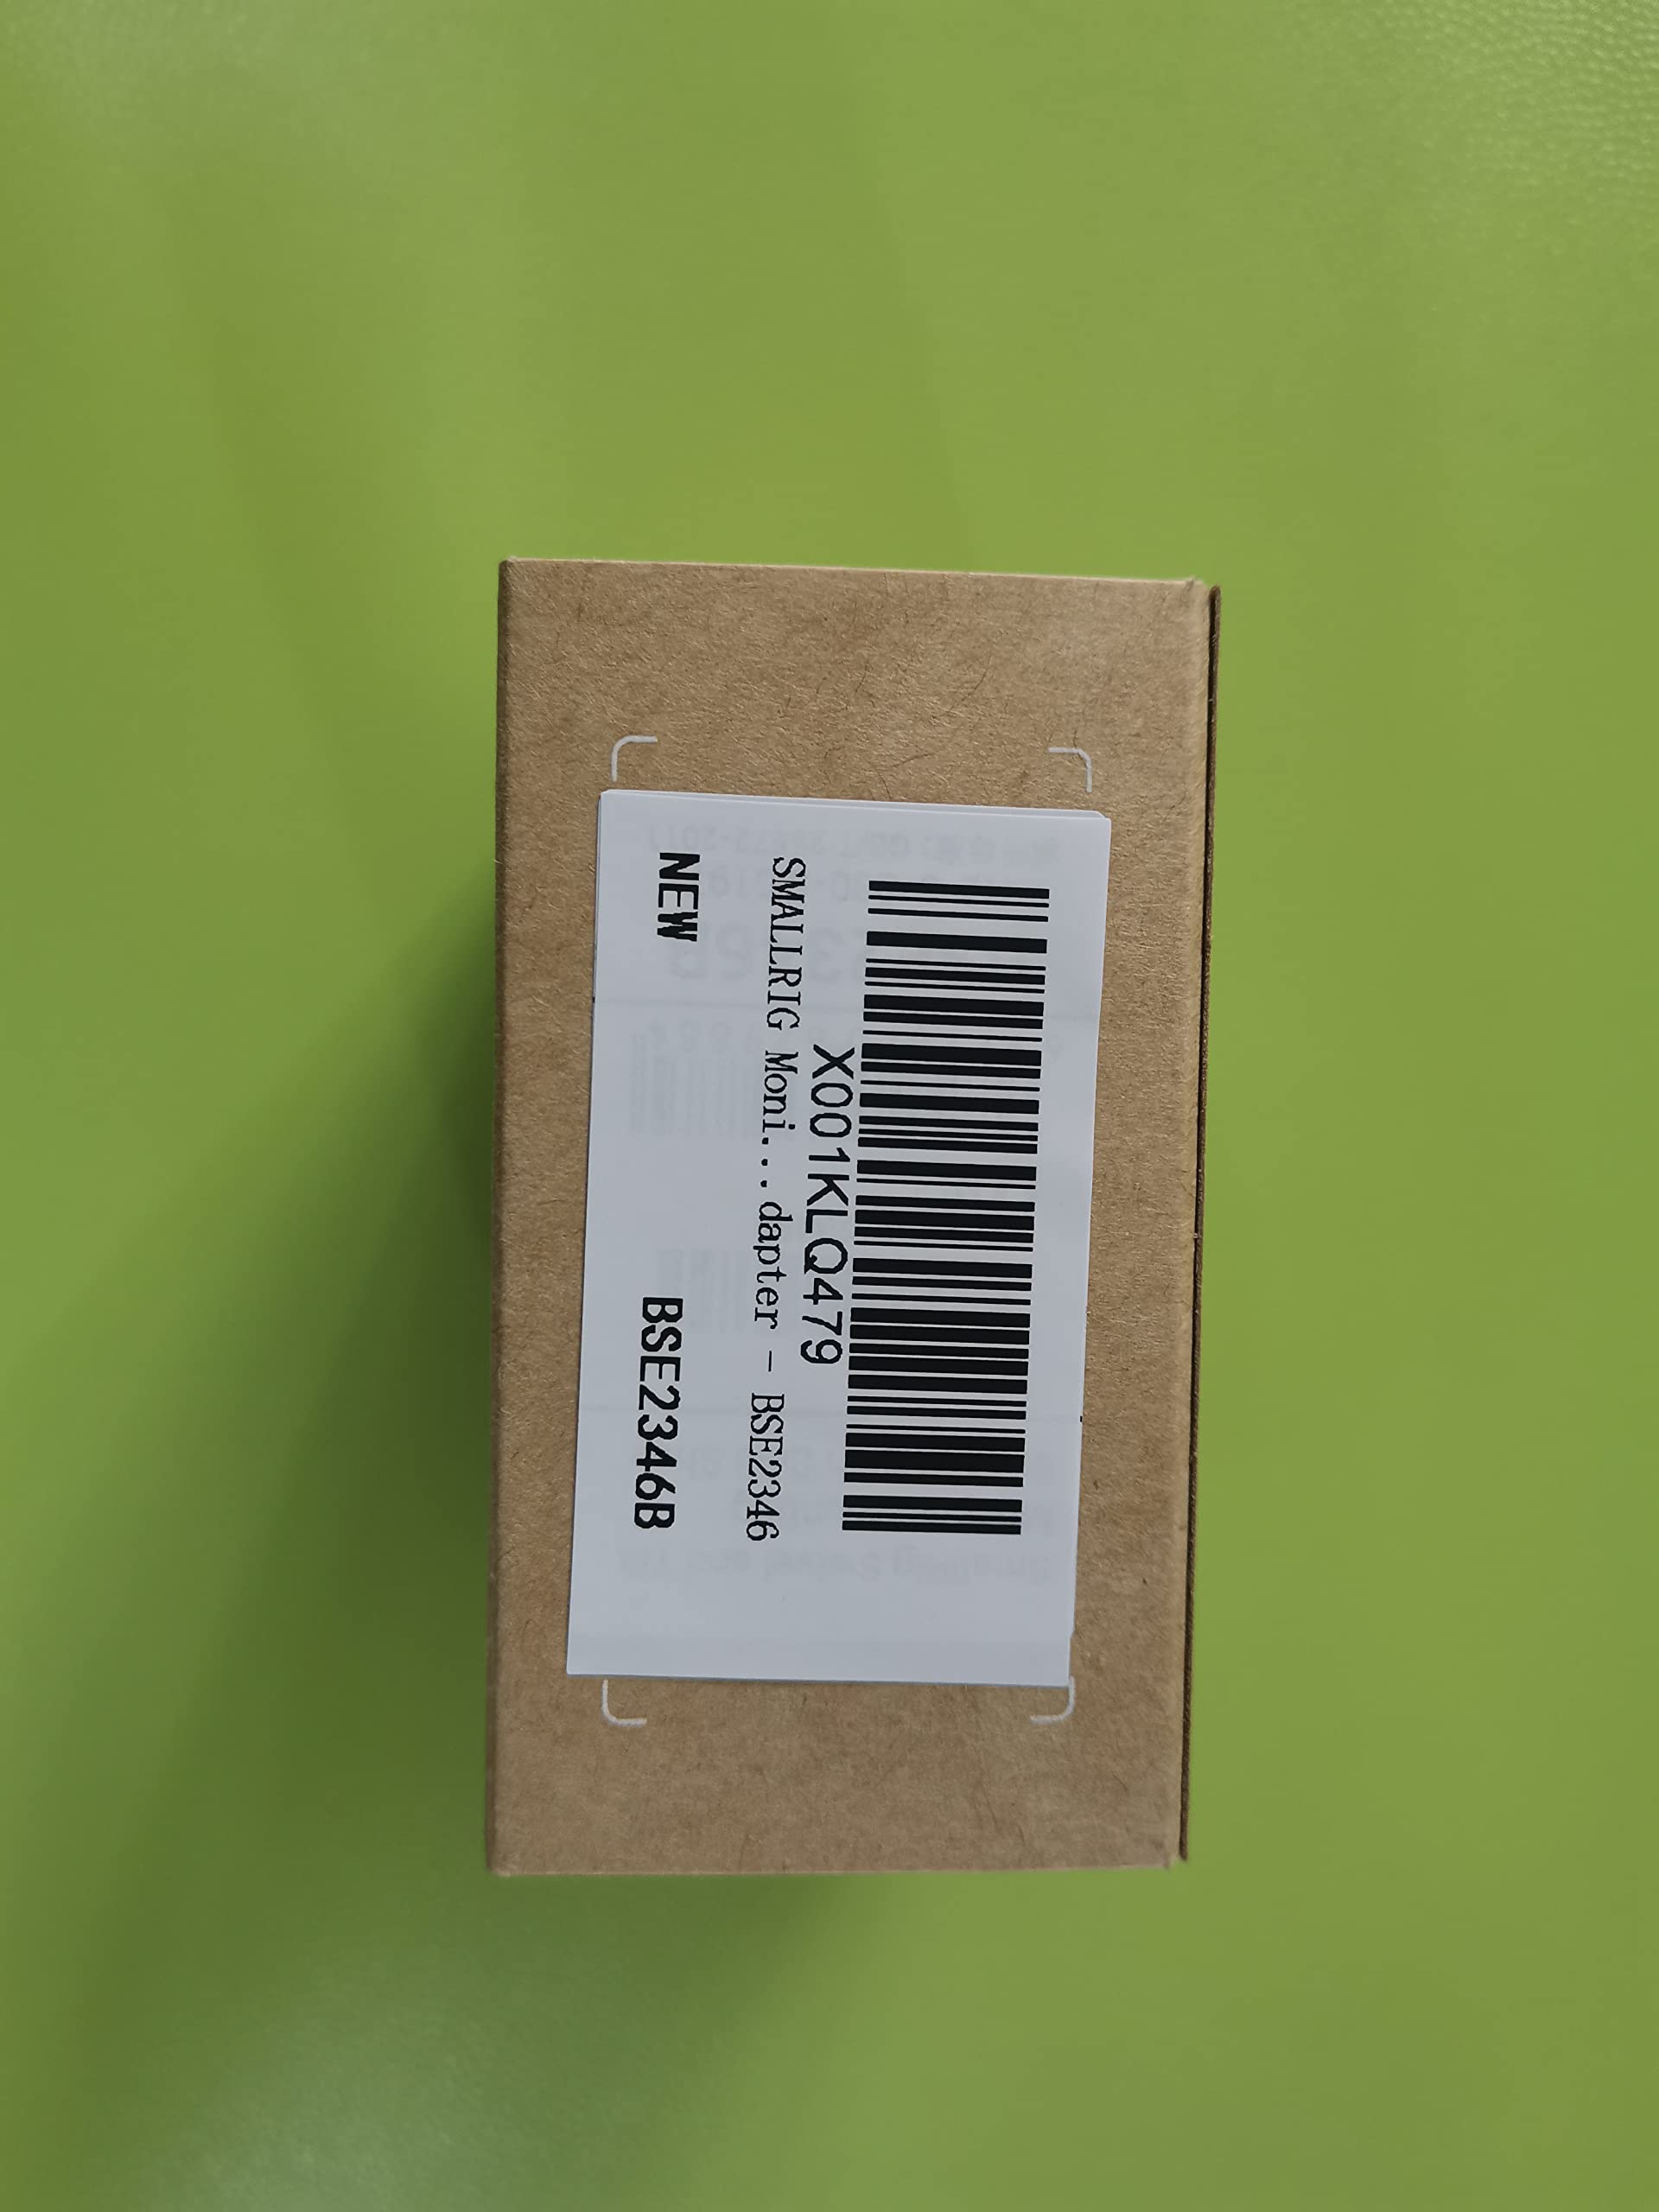 X001KLQ479
SMALLRIG Moni...dapter - BSE2346
NEW
BSE2346B